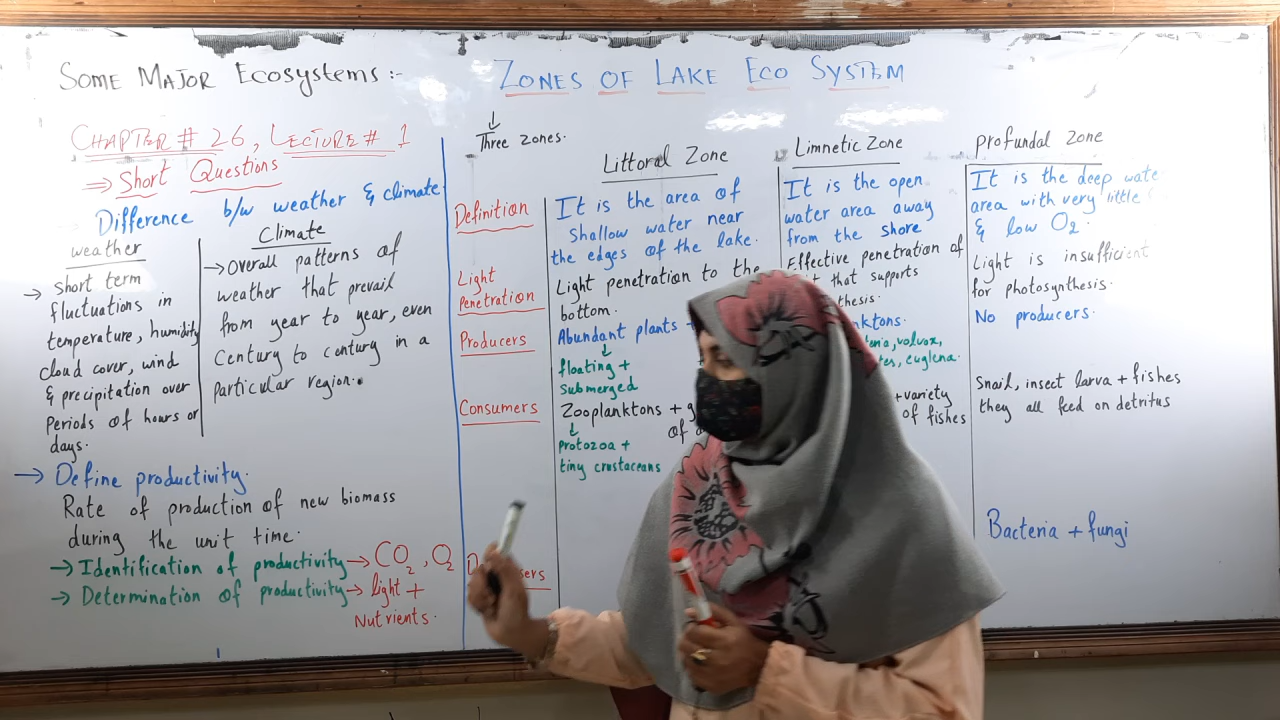 SOME MAJOR ECOSYSTEMS :-
CHAPTER # 26, LECTURE # 1
⇒ Short Questions
Difference b/w weather & climate
weather
→ short term
fluctuations in
temperature, humidity
cloud cover, wind
& precipitation over
Periods of hours or
days.
Climate
→ Overall patterns of
weather that prevail
from year to year, even
Century to century in a
particular region.
→ Define productivity.
Rate of production of new biomass
during the unit time.
→ Identification of productivity → CO2, O2
→ Determination of productivity → light +
Nutrients.
ZONES OF LAKE ECO SYSTEM
↓
Three zones.
Littoral Zone
Limnetic Zone
profundal Zone
Definition
It is the area of
Shallow water near
the edges of the lake.
It is the open
water area away
from the shore
It is the deep
area with very little
& low O2.
Light
Penetration
Light penetration to the
bottom.
Effective penetration of
that supports
Light is insufficient
for photosynthesis.
Producers
Abundant plants
↓
floating +
Submerged
No producers.
volvox,
euglena.
Consumers
Zooplanktons +
of
↓
protozoa +
tiny crustaceans
+ variety
of fishes
Snail, insect larva + fishes
they all feed on detritus
Bacteria + fungi